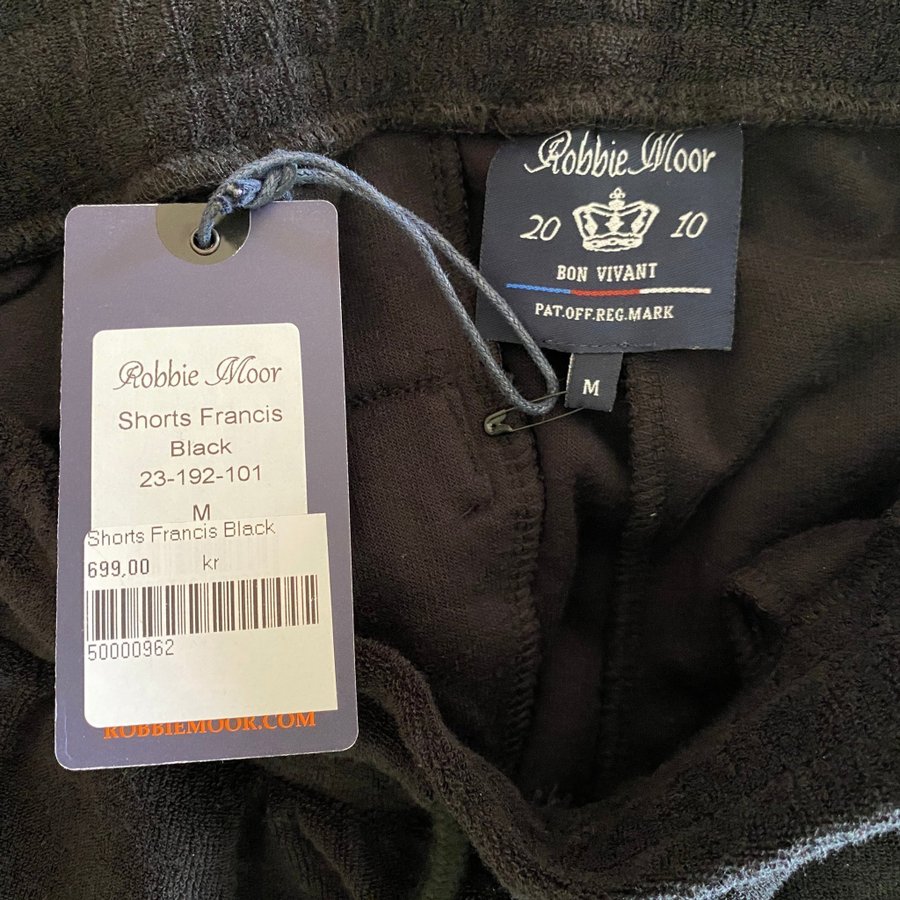 Robbie Moor
Shorts Francis
Black
23-192-101
M
Shorts Francis Black
699,00 kr
50000962
ROBBIEMOOR.COM
Robbie Moor
20 10
BON VIVANT
PAT.OFF.REG.MARK
M